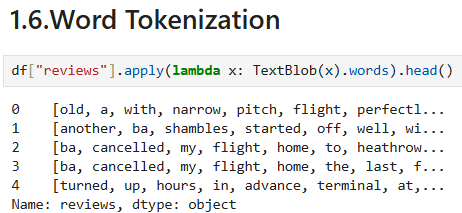 1.6.Word Tokenization
df["reviews"].apply(lambda x: TextBlob(x).words).head()
0 [old, a, with, narrow, pitch, flight, perfectl...
1 [another, ba, shambles, started, off, well, wi...
2 [ba, cancelled, my, flight, home, to, heathrow...
3 [ba, cancelled, my, flight, home, the, last, f...
4 [turned, up, hours, in, advance, terminal, at,...
Name: reviews, dtype: object